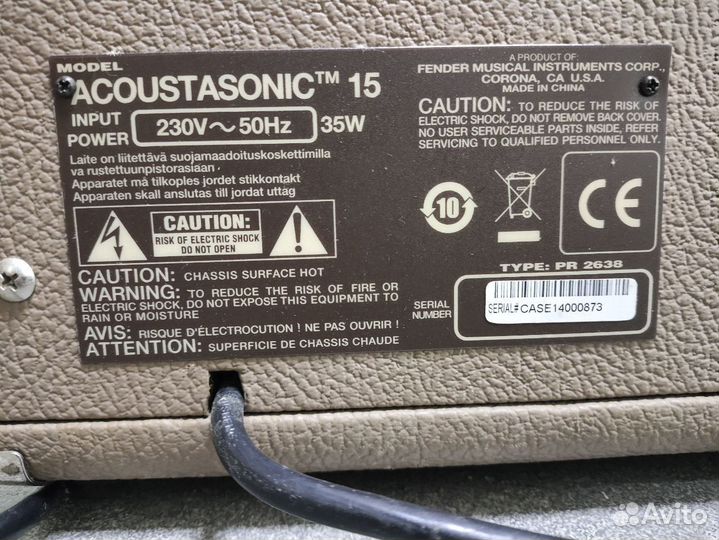 MODEL
ACOUSTASONIC™ 15
INPUT
POWER
230V~50Hz
35W
Laite on liitettävä suojamaadoituskoskettimilla
va rustettuunpistorasiaan
Apparatet må tilkoples jordet stikkontakt
Apparaten skall anslutas till jordat uttag
CAUTION:
RISK OF ELECTRIC SHOCK
DO NOT OPEN
CAUTION: CHASSIS SURFACE HOT
WARNING: TO REDUCE THE RISK OF FIRE OR
ELECTRIC SHOCK, DO NOT EXPOSE THIS EQUIPMENT TO
RAIN OR MOISTURE
AVIS: RISQUE D'ÉLECTROCUTION ! NE PAS OUVRIR !
ATTENTION: SUPERFICIE DE CHASSIS CHAUDE
A PRODUCT OF:
FENDER MUSICAL INSTRUMENTS CORP.
CORONA, CA U.S.A.
MADE IN CHINA
CAUTION: TO REDUCE THE RISK OF
ELECTRIC SHOCK, DO NOT REMOVE BACK COVER.
NO USER SERVICEABLE PARTS INSIDE, REFER
SERVICING TO QUALIFIED PERSONNEL ONLY.
10
CE
TYPE: PR 2638
SERIAL
NUMBER
SERIAL# CASE14000873
Avito